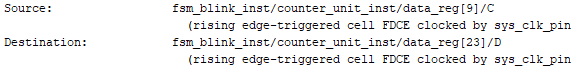 Source: fsm_blink_inst/counter_unit_inst/data_reg[9]/C
(rising edge-triggered cell FDCE clocked by sys_clk_pin
Destination: fsm_blink_inst/counter_unit_inst/data_reg[23]/D
(rising edge-triggered cell FDCE clocked by sys_clk_pin